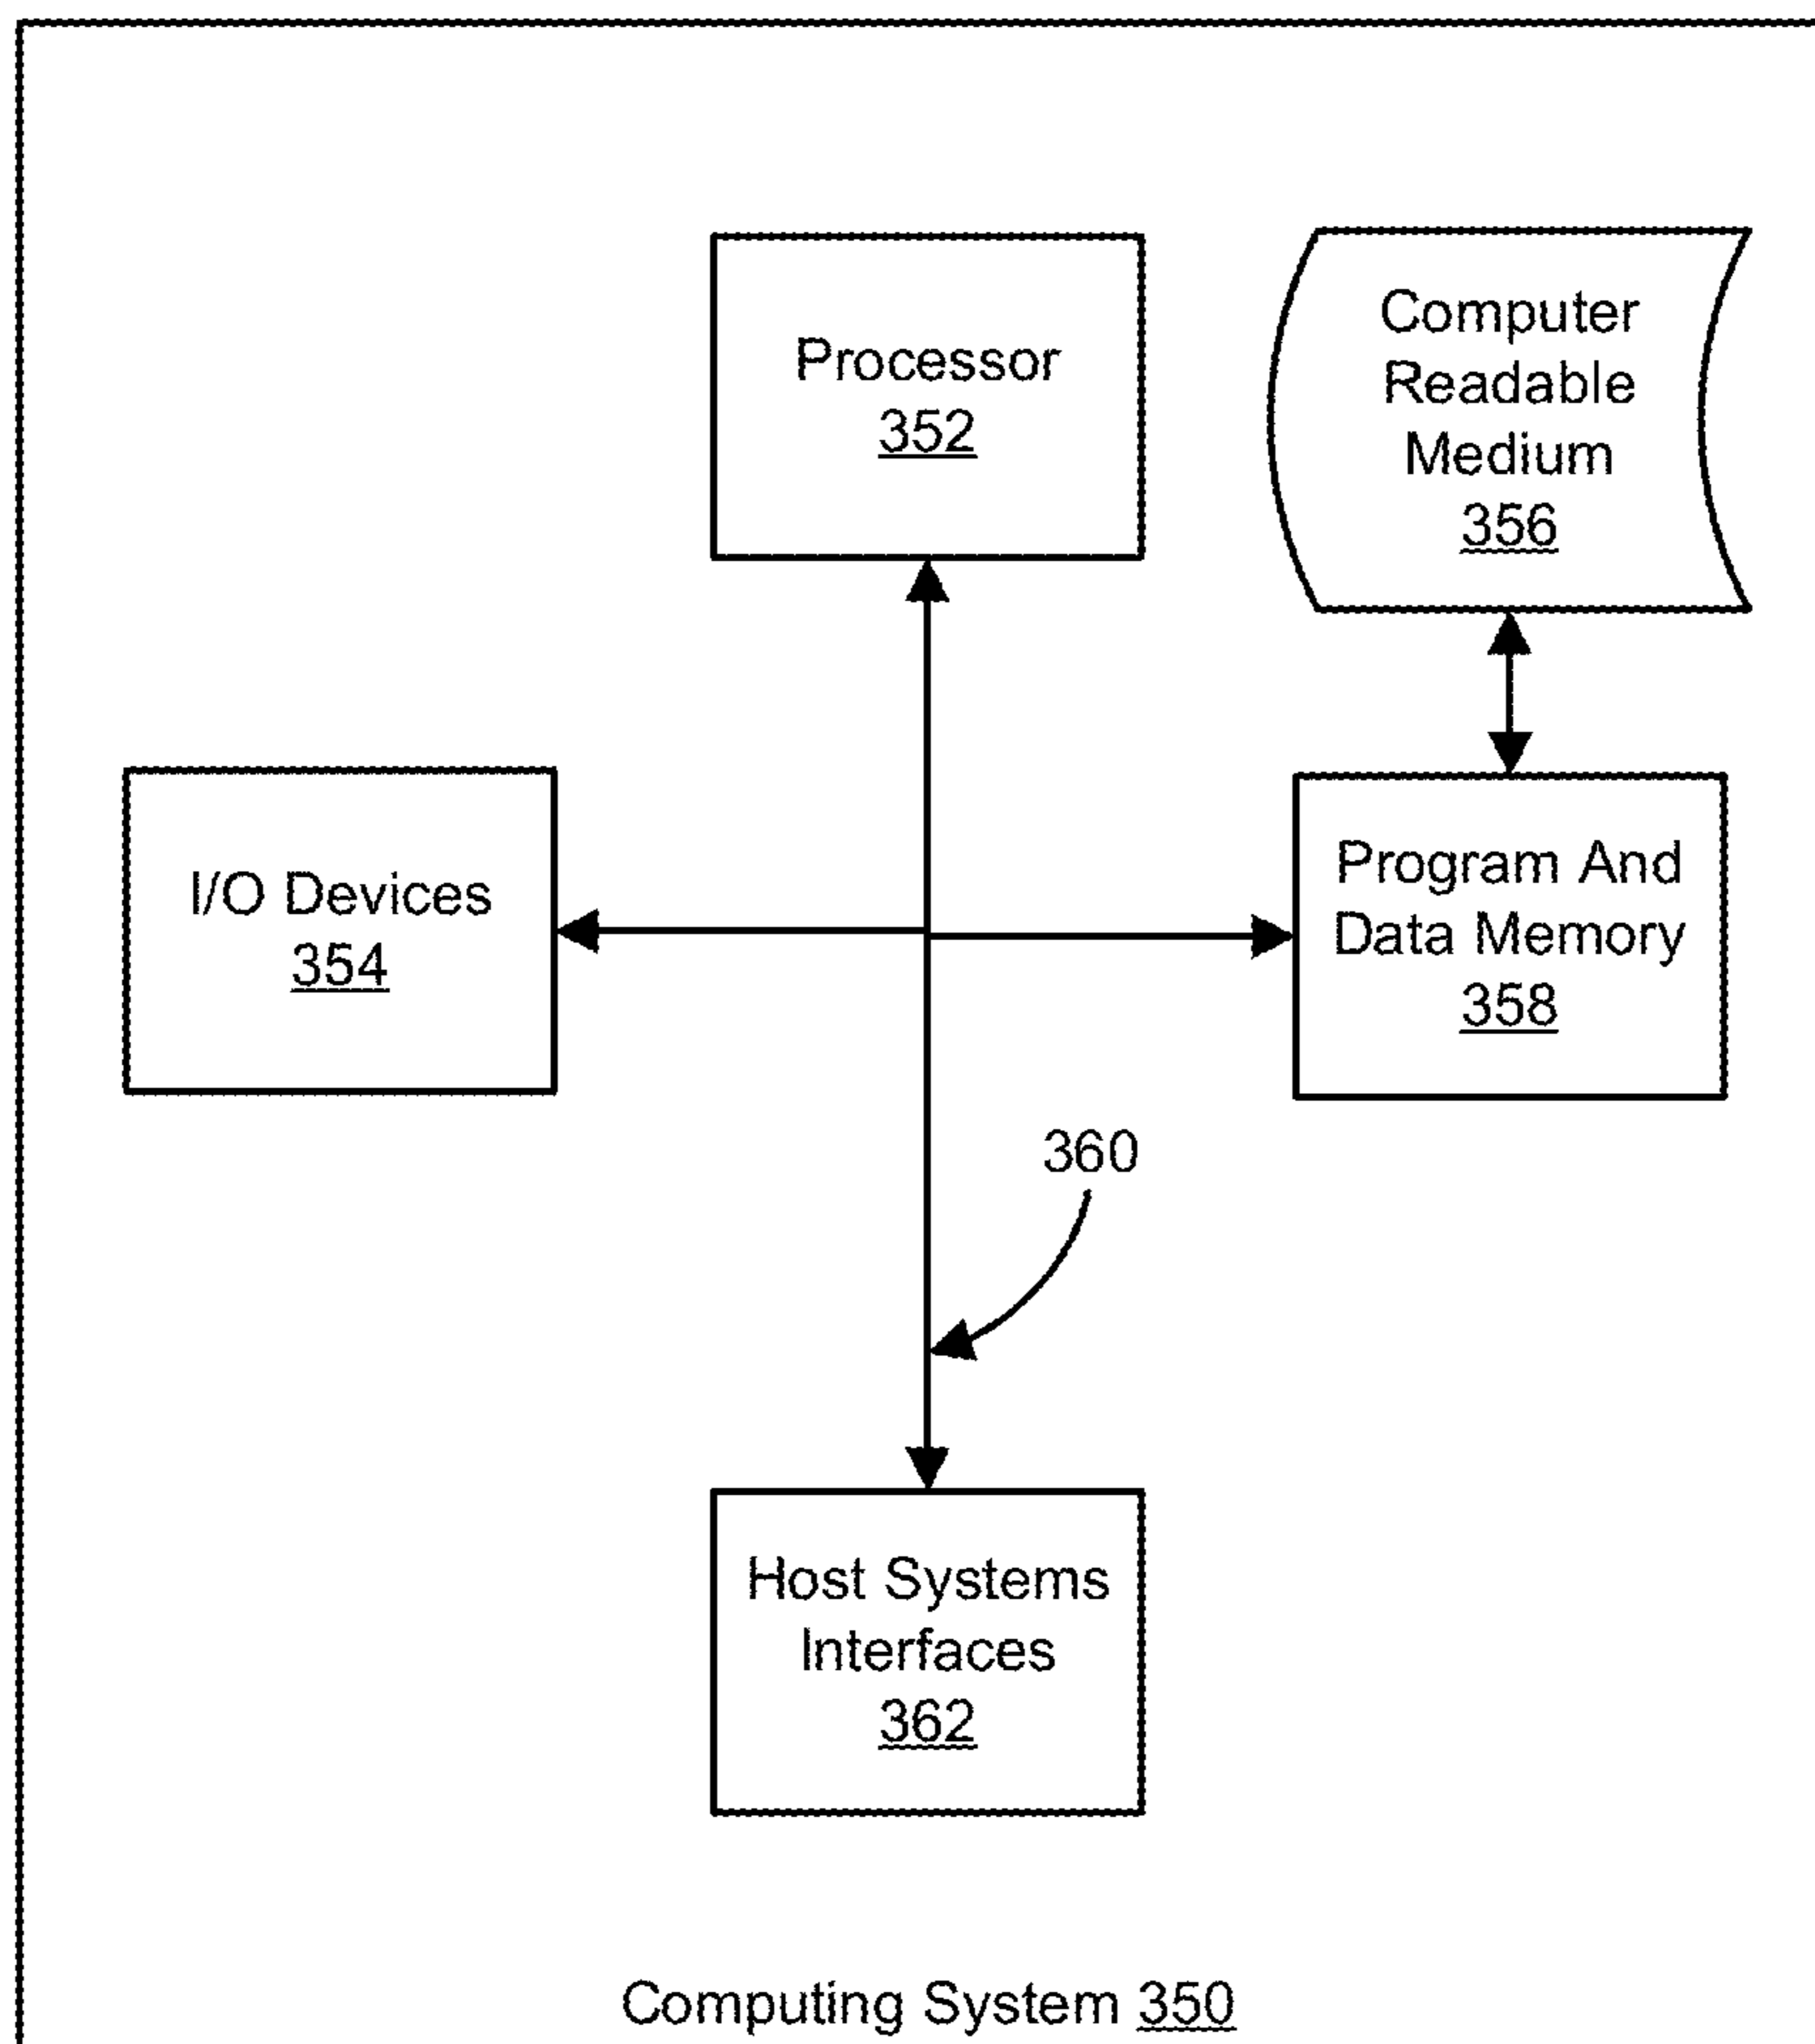 Processor
352
Computer
Readable
Medium
356
I/O Devices
354
Program And
Data Memory
358
360
Host Systems
Interfaces
362
Computing System 350